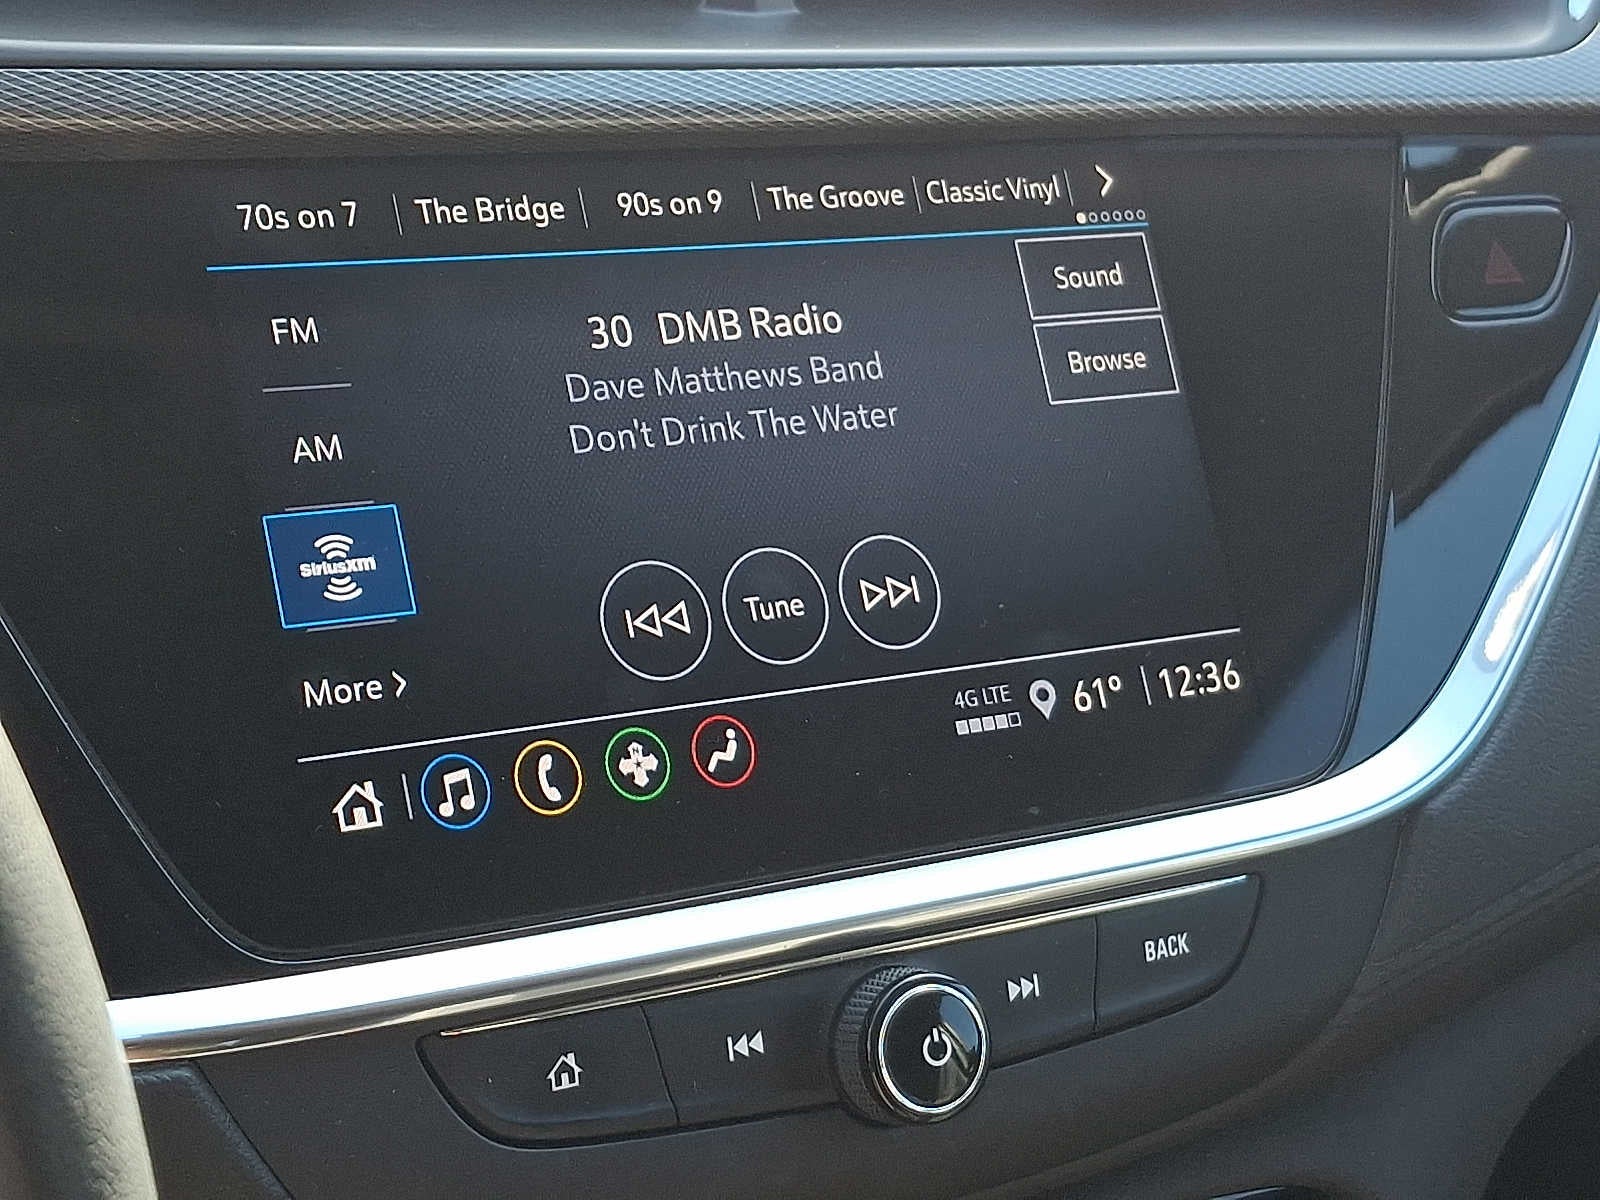 70s on 7 | The Bridge | 90s on 9 | The Groove | Classic Vinyl | >
Sound
FM
30 DMB Radio
Browse
Dave Matthews Band
Don't Drink The Water
AM
SiriusXM
Tune
More >
4G LTE 61° | 12:36
N
BACK